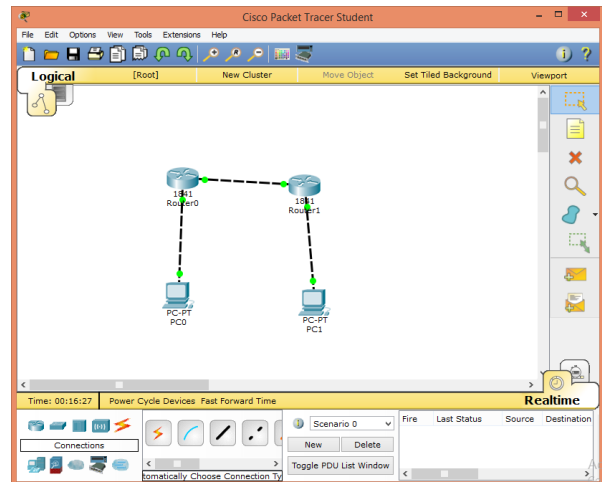 Cisco Packet Tracer Student
File Edit Options View Tools Extensions Help
Logical [Root] New Cluster Move Object Set Tiled Background Viewport
1841
Router0
1841
Router1
PC-PT
PC0
PC-PT
PC1
Time: 00:16:27 Power Cycle Devices Fast Forward Time Realtime
Connections
Scenario 0
New Delete
Toggle PDU List Window
Fire Last Status Source Destination
tomatically Choose Connection Ty